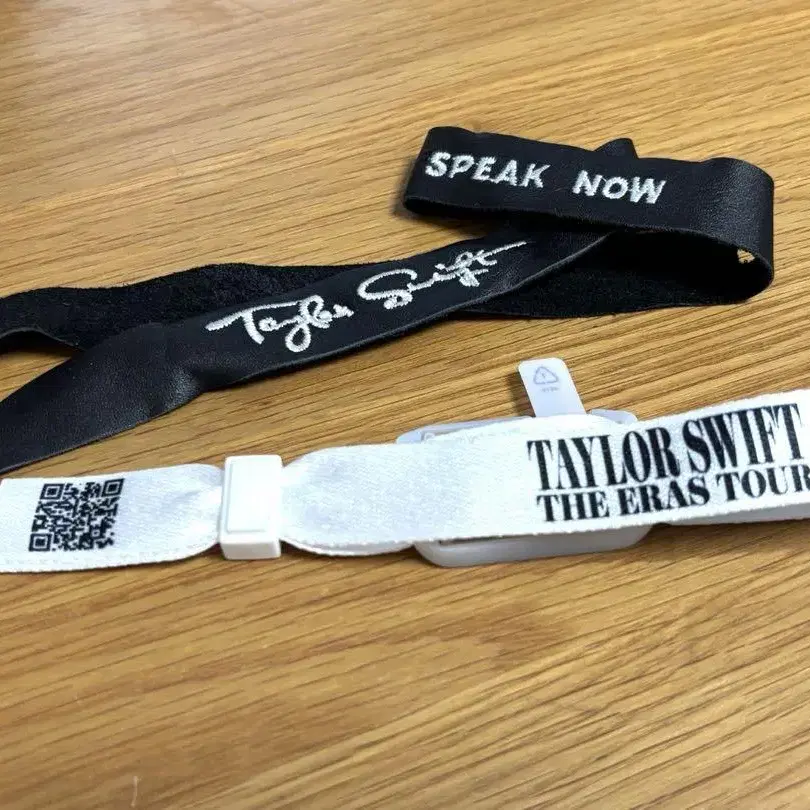 SPEAK NOW
Taylor Swift
TAYLOR SWIFT
THE ERAS TOUR